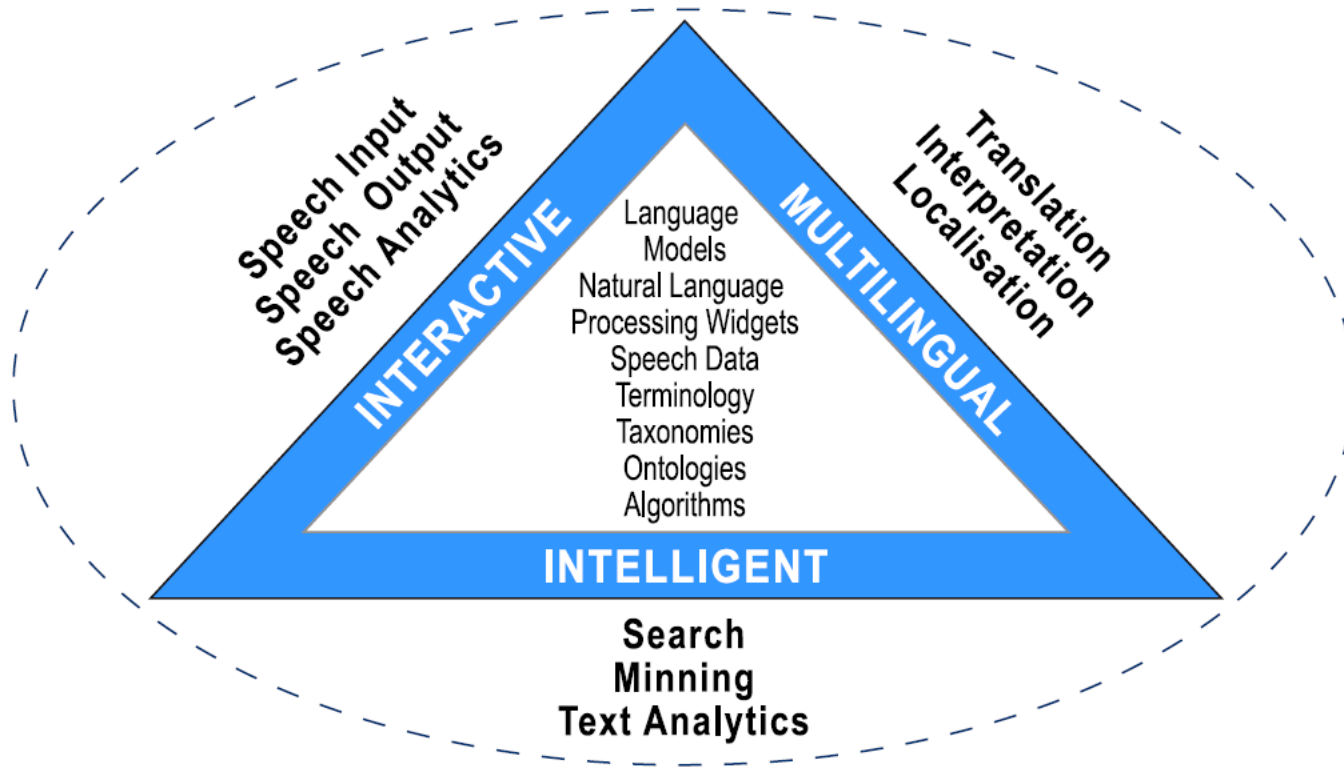 Speech Input
Speech Output
Speech Analytics
INTERACTIVE
Translation
Interpretation
Localisation
MULTILINGUAL
Language
Models
Natural Language
Processing Widgets
Speech Data
Terminology
Taxonomies
Ontologies
Algorithms
INTELLIGENT
Search
Minning
Text Analytics